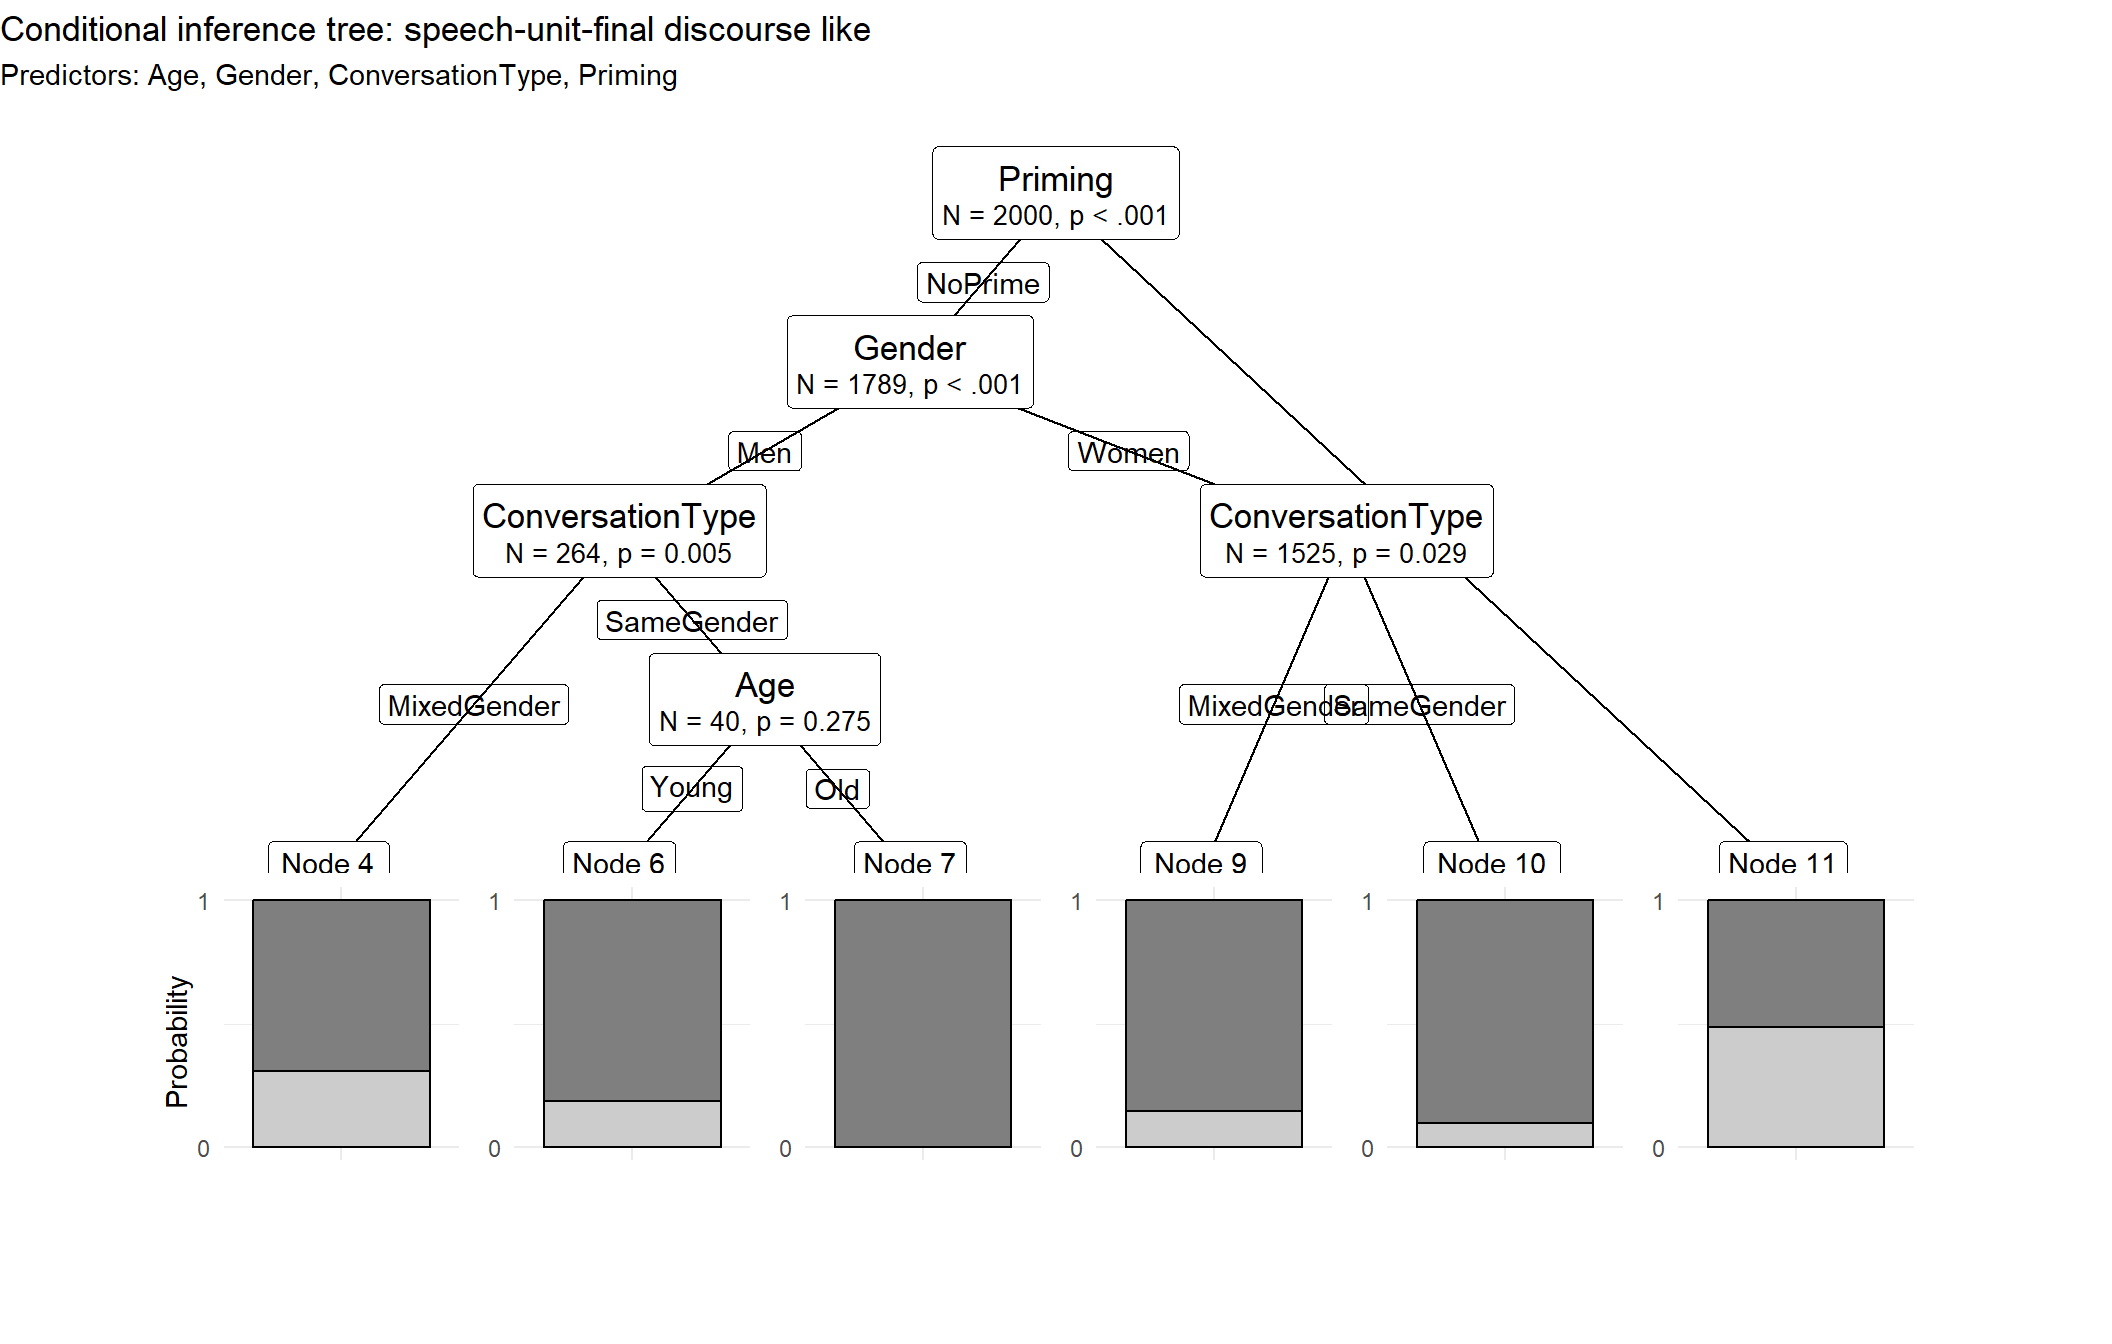 Conditional inference tree: speech-unit-final discourse like
Predictors: Age, Gender, ConversationType, Priming
Priming
N = 2000, p < .001
NoPrime
Gender
N = 1789, p < .001
Men
Women
ConversationType
N = 264, p = 0.005
ConversationType
N = 1525, p = 0.029
SameGender
Age
N = 40, p = 0.275
MixedGender
MixedGender
SameGender
Young
Old
Node 4
Node 6
Node 7
Node 9
Node 10
Node 11
1
1
1
1
1
1
Probability
0
0
0
0
0
0